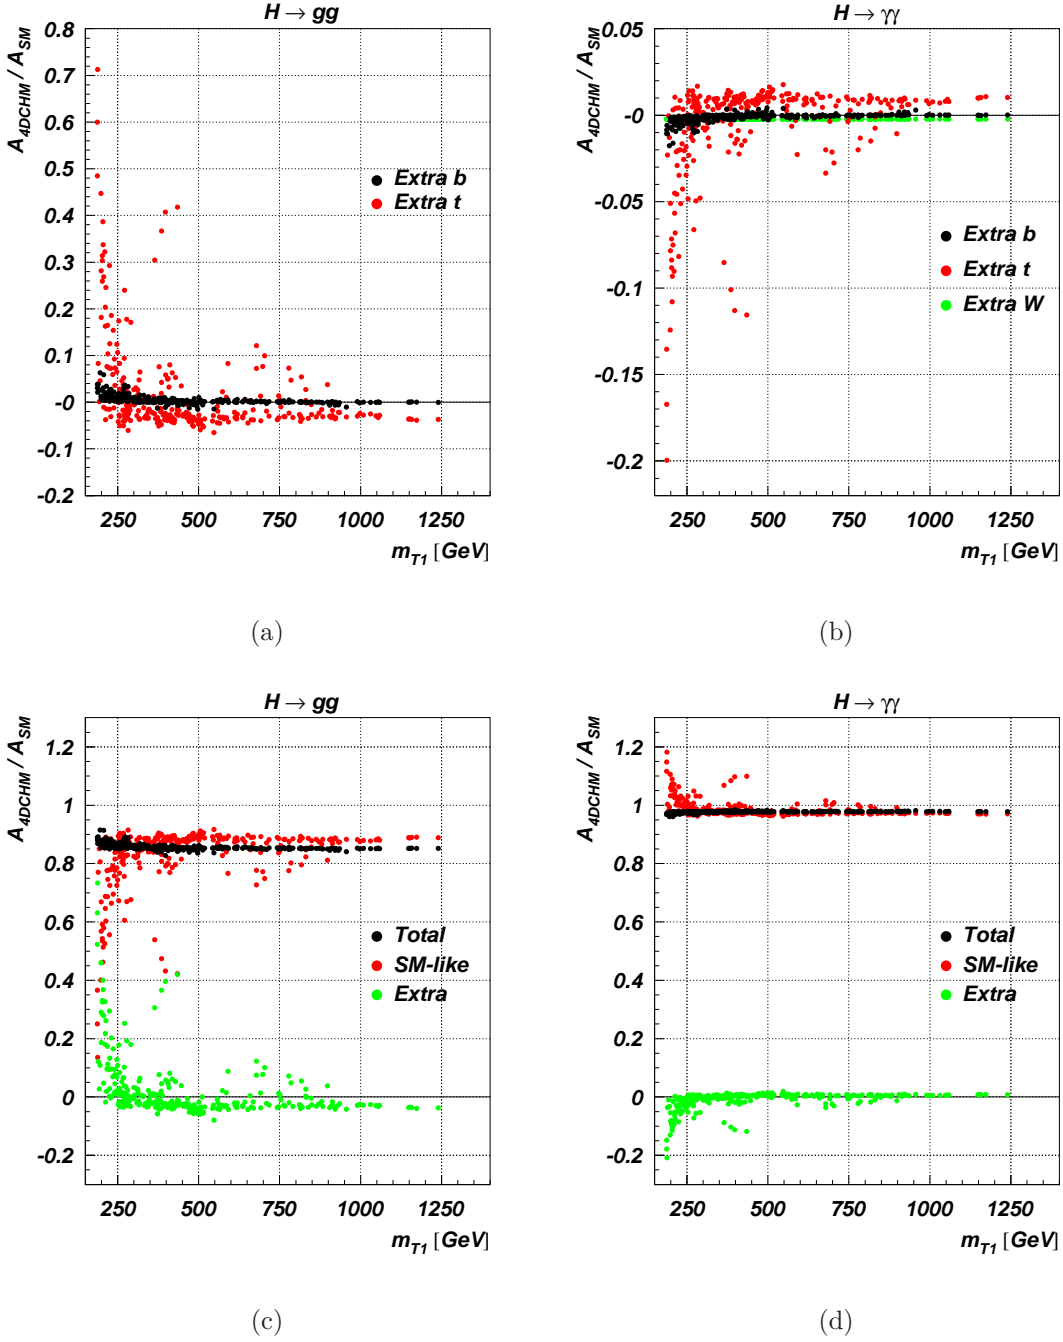 H → gg
A4DCHM / ASM
0.8
0.7
0.6
0.5
0.4
0.3
0.2
0.1
-0
-0.1
-0.2
Extra b
Extra t
250 500 750 1000 1250
mT1 [GeV]
(a)
H → γγ
A4DCHM / ASM
0.05
-0
-0.05
-0.1
-0.15
-0.2
Extra b
Extra t
Extra W
250 500 750 1000 1250
mT1 [GeV]
(b)
H → gg
A4DCHM / ASM
1.2
1
0.8
0.6
0.4
0.2
0
-0.2
Total
SM-like
Extra
250 500 750 1000 1250
mT1 [GeV]
(c)
H → γγ
A4DCHM / ASM
1.2
1
0.8
0.6
0.4
0.2
0
-0.2
Total
SM-like
Extra
250 500 750 1000 1250
mT1 [GeV]
(d)